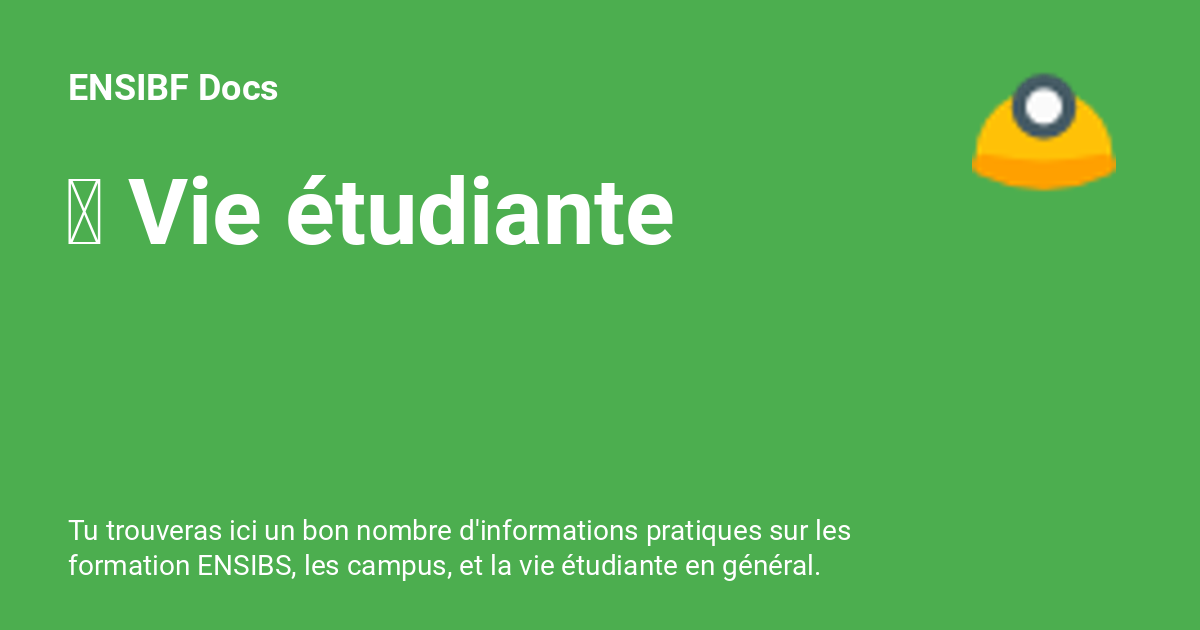 ENSIBF Docs
Vie étudiante
Tu trouveras ici un bon nombre d'informations pratiques sur les
formation ENSIBS, les campus, et la vie étudiante en général.